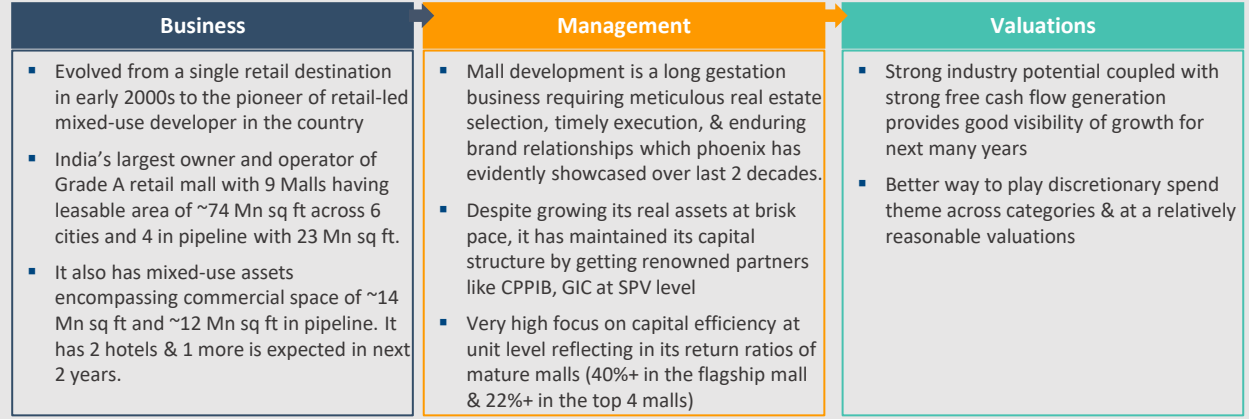 Business
▪ Evolved from a single retail destination
in early 2000s to the pioneer of retail-led
mixed-use developer in the country
▪ India's largest owner and operator of
Grade A retail mall with 9 Malls having
leasable area of ~74 Mn sq ft across 6
cities and 4 in pipeline with 23 Mn sq ft.
▪ It also has mixed-use assets
encompassing commercial space of ~14
Mn sq ft and ~12 Mn sq ft in pipeline. It
has 2 hotels & 1 more is expected in next
2 years.
Management
▪ Mall development is a long gestation
business requiring meticulous real estate
selection, timely execution, & enduring
brand relationships which phoenix has
evidently showcased over last 2 decades.
▪ Despite growing its real assets at brisk
pace, it has maintained its capital
structure by getting renowned partners
like CPPIB, GIC at SPV level
▪ Very high focus on capital efficiency at
unit level reflecting in its return ratios of
mature malls (40%+ in the flagship mall
& 22%+ in the top 4 malls)
Valuations
▪ Strong industry potential coupled with
strong free cash flow generation
provides good visibility of growth for
next many years
▪ Better way to play discretionary spend
theme across categories & at a relatively
reasonable valuations